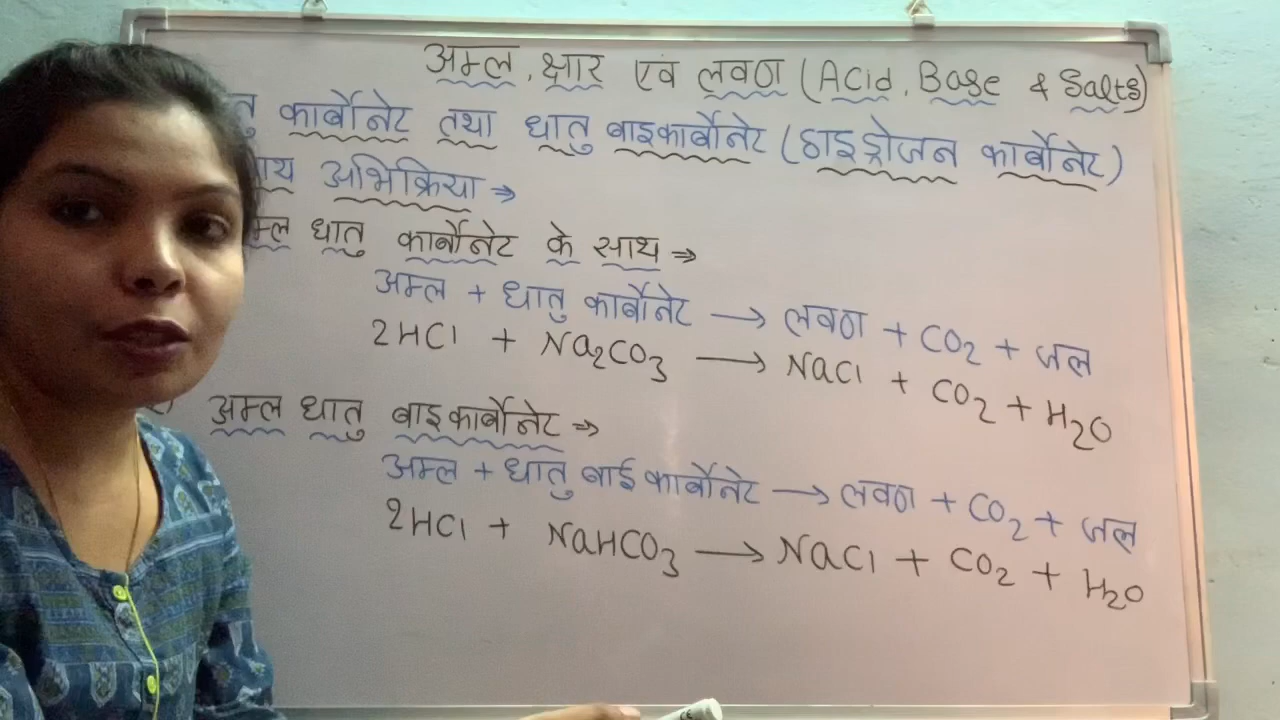 अम्ल, क्षार एवं लवण (Acid, Base & Salts)
कार्बोनेट तथा धातु बाइकार्बोनेट (हाइड्रोजन कार्बोनेट)
अभिक्रिया ⇒
धातु कार्बोनेट के साथ ⇒
अम्ल + धातु कार्बोनेट → लवण + CO₂ + जल
2HCl + Na₂CO₃ → NaCl + CO₂ + H₂O
अम्ल धातु बाइकार्बोनेट ⇒
अम्ल + धातु बाईकार्बोनेट → लवण + CO₂ + जल
2HCl + NaHCO₃ → NaCl + CO₂ + H₂O